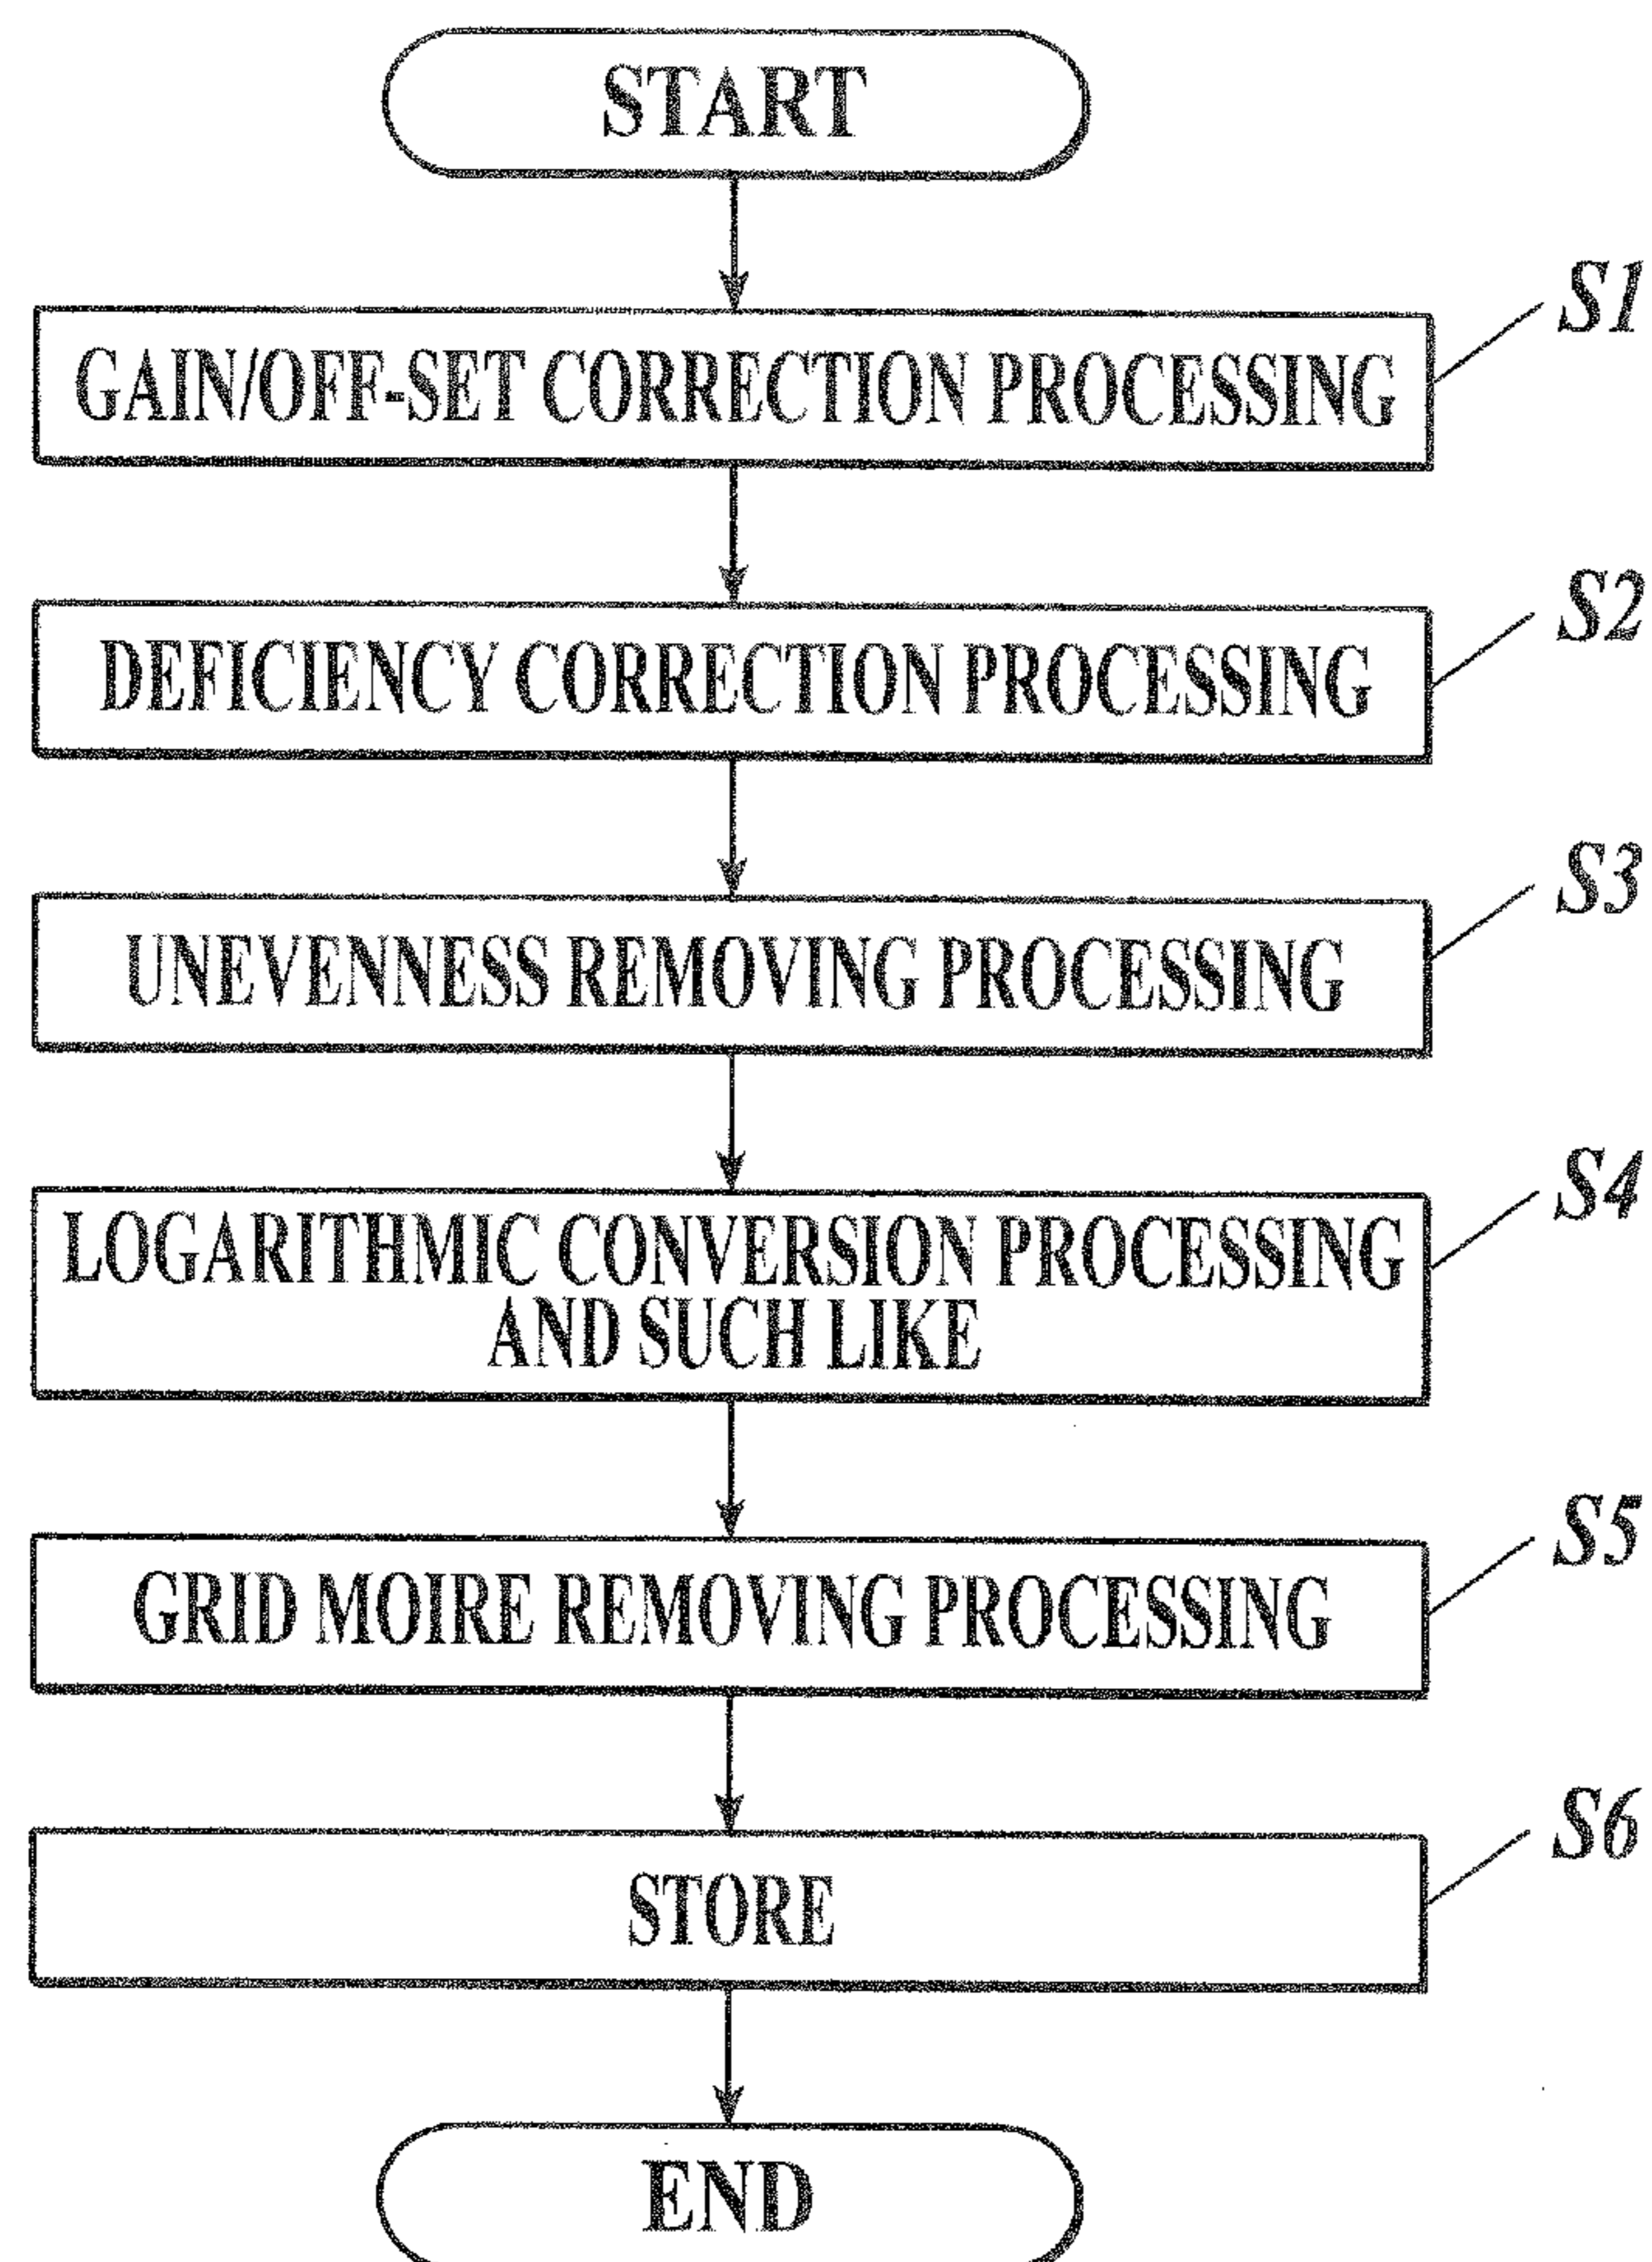 START
GAIN/OFF-SET CORRECTION PROCESSING
S1
DEFICIENCY CORRECTION PROCESSING
S2
UNEVENNESS REMOVING PROCESSING
S3
LOGARITHMIC CONVERSION PROCESSING
AND SUCH LIKE
S4
GRID MOIRE REMOVING PROCESSING
S5
STORE
S6
END